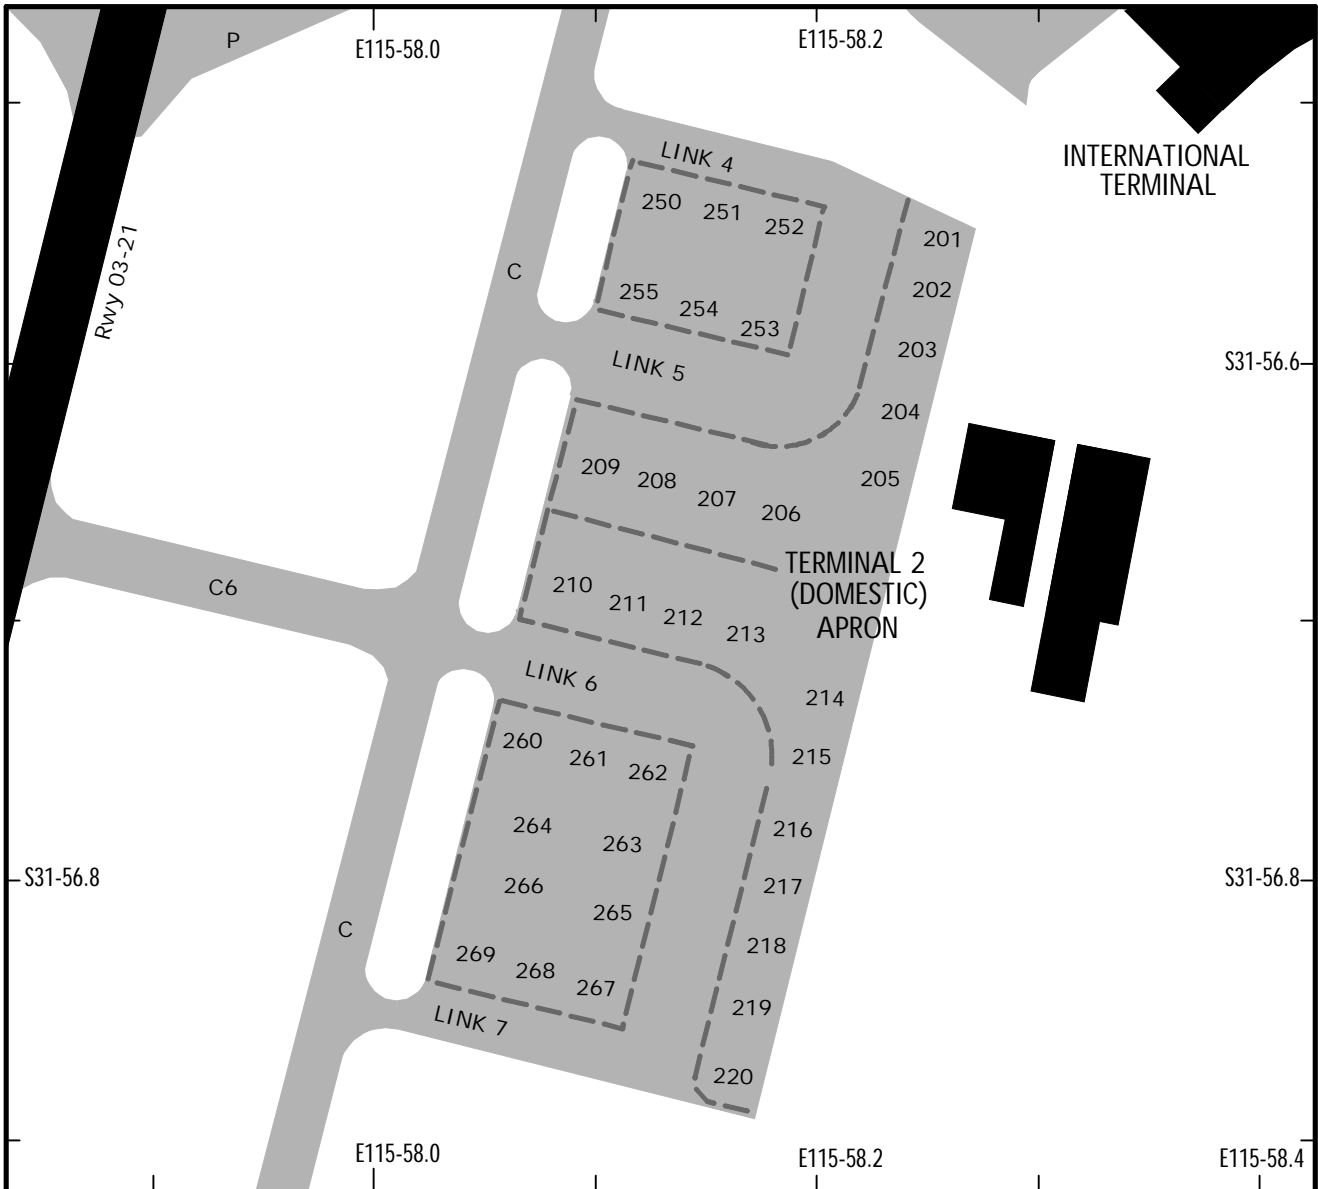 P
E115-58.0
E115-58.2
INTERNATIONAL
TERMINAL
LINK 4
250
251
252
201
202
203
204
205
C
Rwy 03-21
255
254
253
LINK 5
S31-56.6
209
208
207
206
TERMINAL 2
(DOMESTIC)
APRON
C6
210
211
212
213
LINK 6
214
215
216
217
218
219
220
260
261
262
264
263
266
265
269
268
267
S31-56.8
S31-56.8
C
LINK 7
E115-58.0
E115-58.2
E115-58.4